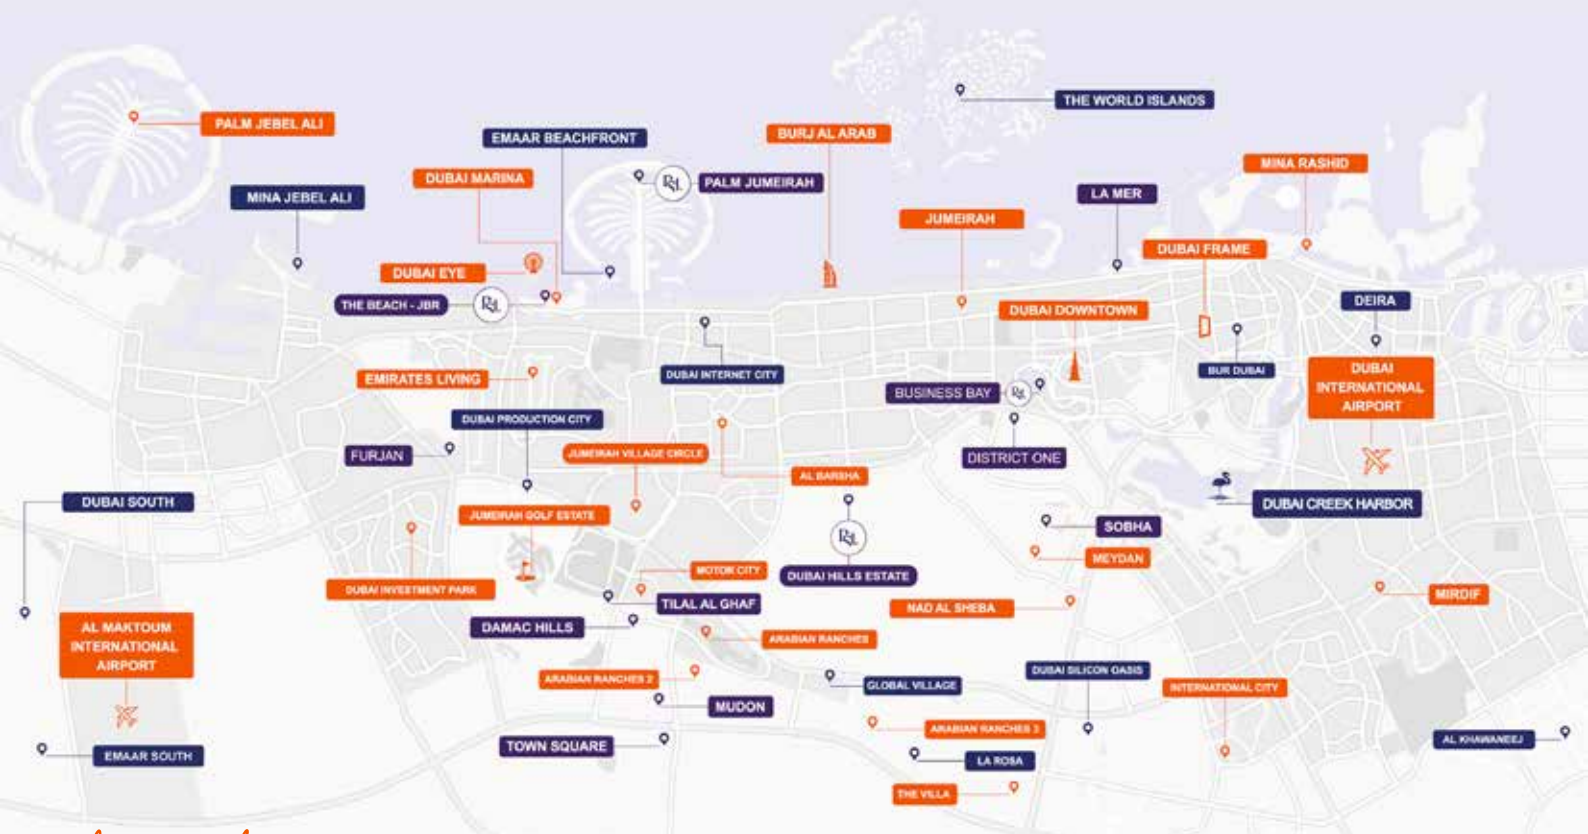 THE WORLD ISLANDS
PALM JEBEL ALI
BURJ AL ARAB
EMAAR BEACHFRONT
MINA RASHID
DUBAI MARINA
PALM JUMEIRAH
MINA JEBEL ALI
LA MER
JUMEIRAH
DUBAI FRAME
DUBAI EYE
THE BEACH - JBR
DEIRA
DUBAI DOWNTOWN
BUR DUBAI
DUBAI INTERNET CITY
EMIRATES LIVING
DUBAI
INTERNATIONAL
AIRPORT
BUSINESS BAY
DUBAI PRODUCTION CITY
FURJAN
JUMEIRAH VILLAGE CIRCLE
DISTRICT ONE
AL BARSHA
DUBAI SOUTH
DUBAI CREEK HARBOR
JUMEIRAH GOLF ESTATE
SOBHA
MEYDAN
MOTOR CITY
DUBAI HILLS ESTATE
DUBAI INVESTMENT PARK
MIRDIF
TILAL AL GHAF
NAD AL SHEBA
DAMAC HILLS
AL MAKTOUM
INTERNATIONAL
AIRPORT
ARABIAN RANCHES
DUBAI SILICON OASIS
ARABIAN RANCHES 2
GLOBAL VILLAGE
INTERNATIONAL CITY
MUDON
ARABIAN RANCHES 3
AL KHAWANEEJ
TOWN SQUARE
EMAAR SOUTH
LA ROSA
THE VILLA